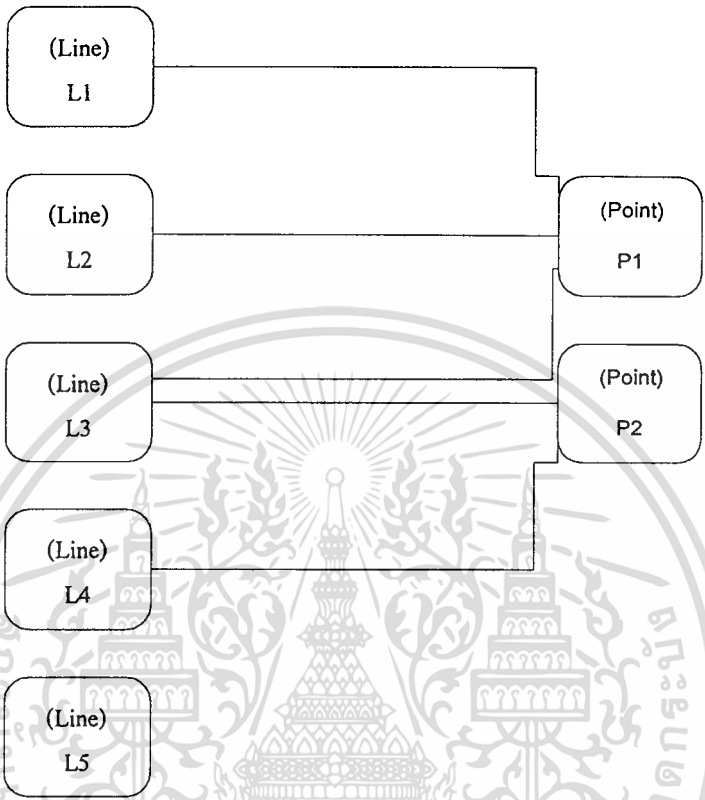 (Line)
L1
(Line)
L2
(Point)
P1
(Line)
L3
(Point)
P2
(Line)
L4
(Line)
L5